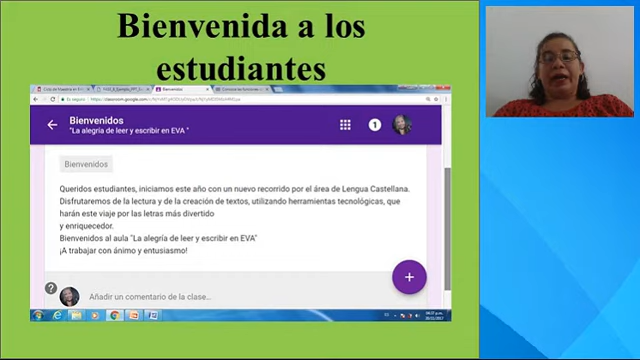 Bienvenida a los
estudiantes
Es seguro
Bienvenidos
"La alegría de leer y escribir en EVA "
1
Bienvenidos
Queridos estudiantes, iniciamos este año con un nuevo recorrido por el área de Lengua Castellana.
Disfrutaremos de la lectura y de la creación de textos, utilizando herramientas tecnológicas, que
harán este viaje por las letras más divertido
y enriquecedor.
Bienvenidos al aula "La alegría de leer y escribir en EVA"
¡A trabajar con ánimo y entusiasmo!
Añadir un comentario de la clase...